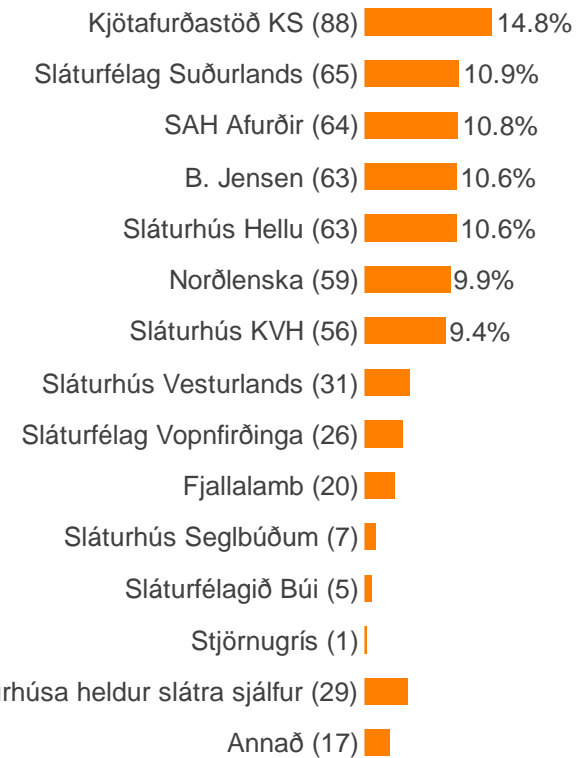 Kjötafurðastöð KS (88) 14.8%
Sláturfélag Suðurlands (65) 10.9%
SAH Afurðir (64) 10.8%
B. Jensen (63) 10.6%
Sláturhús Hellu (63) 10.6%
Norðlenska (59) 9.9%
Sláturhús KVH (56) 9.4%
Sláturhús Vesturlands (31)
Sláturfélag Vopnfirðinga (26)
Fjallalamb (20)
Sláturhús Seglbúðum (7)
Sláturfélagið Búi (5)
Stjörnugrís (1)
heldur slátra sjálfur (29)
Annað (17)